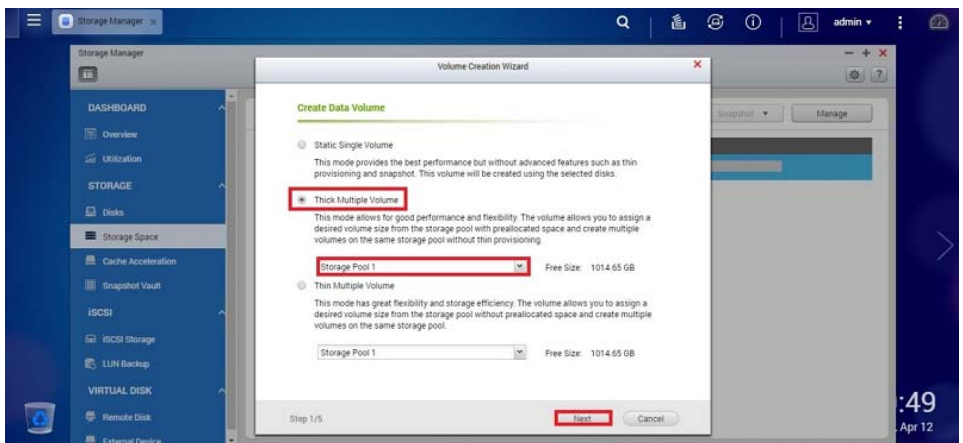 Storage Manager
admin
Storage Manager
DASHBOARD
Overview
Utilization
STORAGE
Disks
Storage Space
Cache Acceleration
Snapshot Vault
iSCSI
iSCSI Storage
LUN Backup
VIRTUAL DISK
Remote Disk
External Device
Snapshot
Manage
Volume Creation Wizard
Create Data Volume
Static Single Volume
This mode provides the best performance but without advanced features such as thin
provisioning and snapshot. This volume will be created using the selected disks.
Thick Multiple Volume
This mode allows for good performance and flexibility. The volume allows you to assign a
desired volume size from the storage pool with preallocated space and create multiple
volumes on the same storage pool without thin provisioning.
Storage Pool 1 Free Size: 1014.65 GB
Thin Multiple Volume
This mode has great flexibility and storage efficiency. The volume allows you to assign a
desired volume size from the storage pool without preallocated space and create multiple
volumes on the same storage pool.
Storage Pool 1 Free Size: 1014.65 GB
Step 1/5 Next Cancel
:49
Apr 12